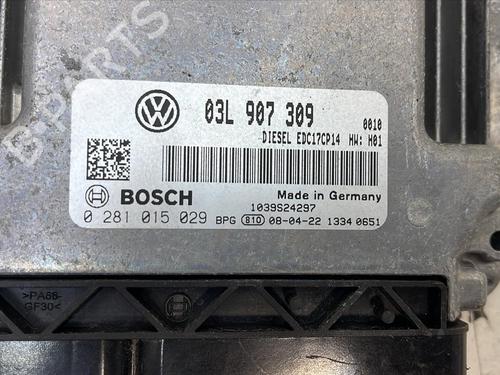 B-PARTS
03L 907 309
0010
DIESEL EDC17CP14 HW: H01
BOSCH
Made in Germany
1039S24297
0 281 015 029 BPG 810 08-04-22 1334 0651
>PA66-
GF30<